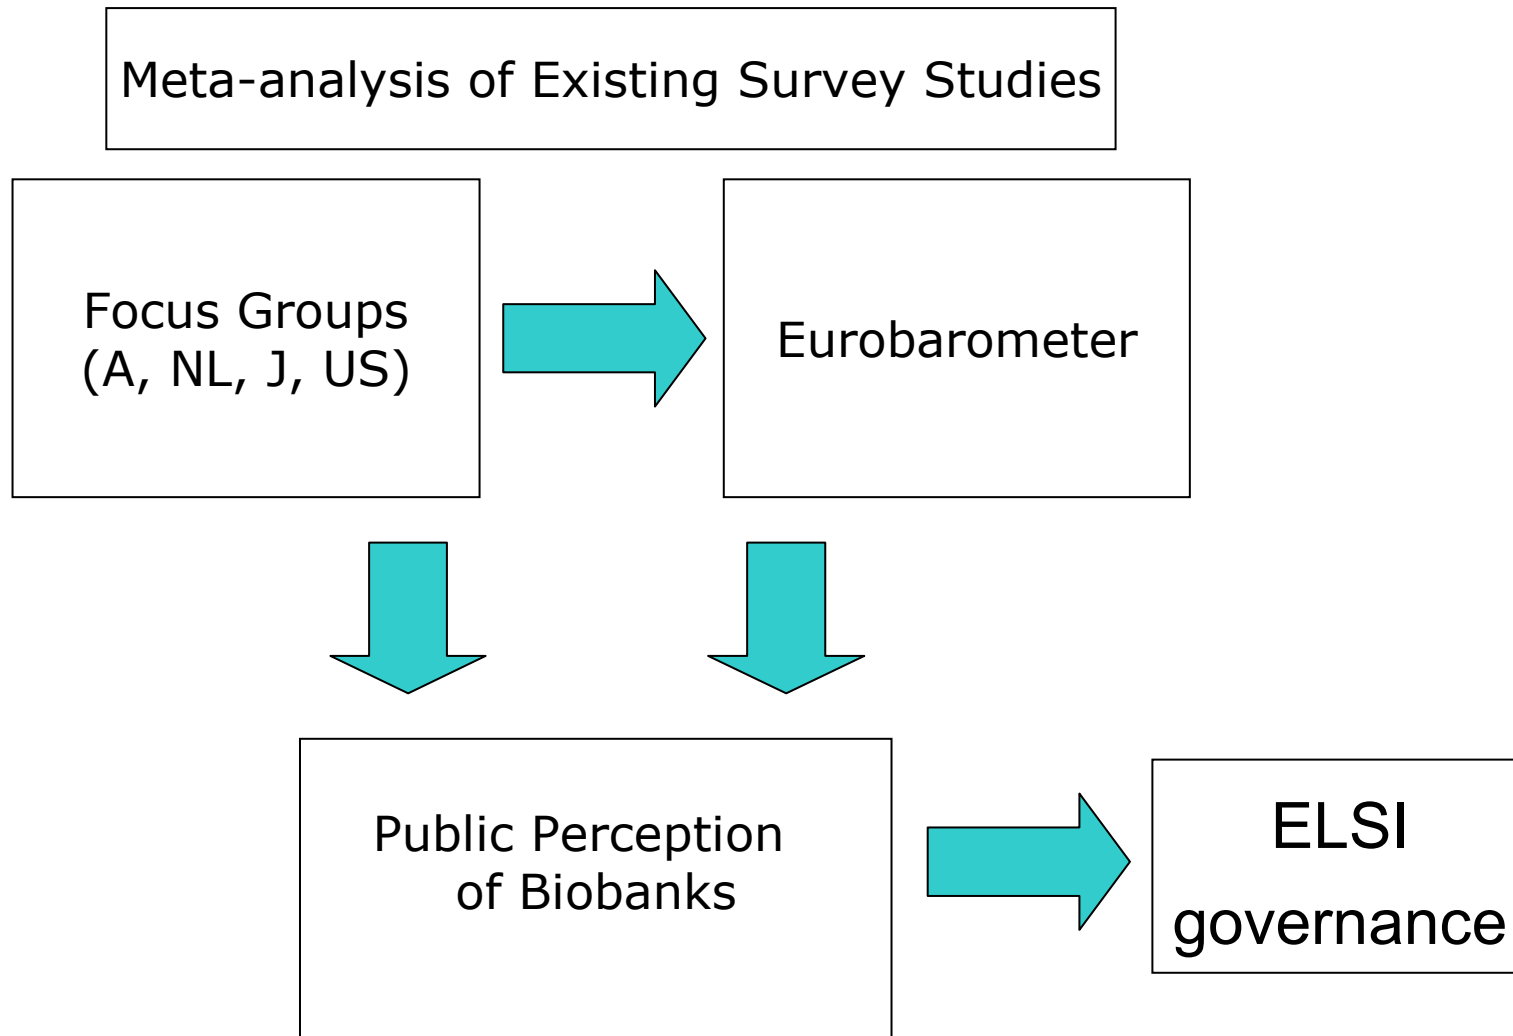 Meta-analysis of Existing Survey Studies
Focus Groups
(A, NL, J, US)
Eurobarometer
Public Perception
of Biobanks
ELSI
governance